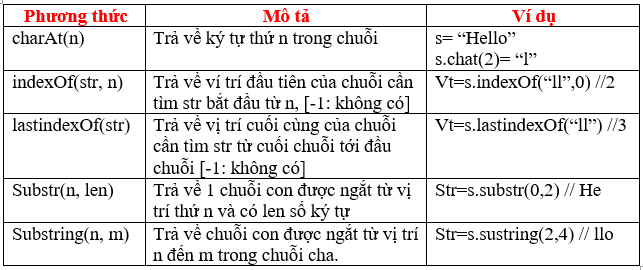 Phương thức Mô tả Ví dụ
charAt(n) Trả về ký tự thứ n trong chuỗi s= “Hello”
s.chat(2)= “l”
indexOf(str, n) Trả về ví trí đầu tiên của chuỗi cần Vt=s.indexOf(“ll”,0) //2
tìm str bắt đầu từ n, [-1: không có]
lastindexOf(str) Trả về vị trí cuối cùng của chuỗi Vt=s.lastindexOf(“ll”) //3
cần tìm str từ cuối chuỗi tới đầu
chuỗi [-1: không có]
Substr(n, len) Trả về 1 chuỗi con được ngắt từ vị Str=s.substr(0,2) // He
trí thứ n và có len số ký tự
Substring(n, m) Trả về chuỗi con được ngắt từ vị trí Str=s.sustring(2,4) // llo
n đến m trong chuỗi cha.